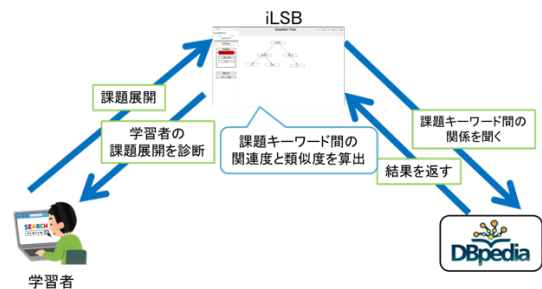 iLSB
Question Tree
課題展開
学習者の
課題展開を診断
課題キーワード間の
関連度と類似度を算出
課題キーワード間の
関係を聞く
結果を返す
SEARCH
DBpedia
学習者